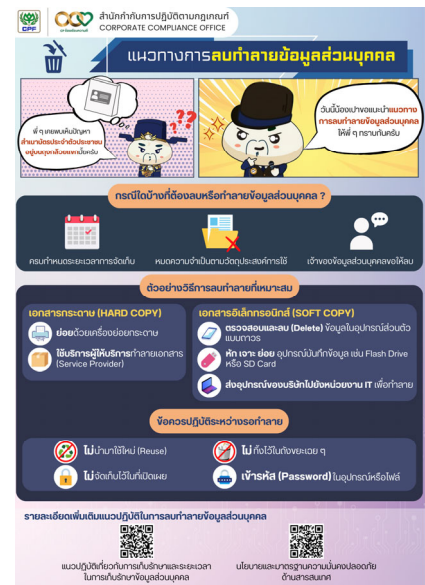 CPF
สำนักกำกับการปฏิบัติตามกฎเกณฑ์
CORPORATE COMPLIANCE OFFICE
แนวทางการลบทำลายข้อมูลส่วนบุคคล
พี่ ๆ เคยพบเห็นปัญหา
สำเนาบัตรประจำตัวประชาชน
วันนี้น้องเปาขอแนะนำแนวทาง
การลบทำลายข้อมูลส่วนบุคคล
ให้พี่ ๆ ทราบกันครับ
กรณีใดบ้างที่ต้องลบหรือทำลายข้อมูลส่วนบุคคล ?
ครบกำหนดระยะเวลาการจัดเก็บ
หมดความจำเป็นตามวัตถุประสงค์การใช้
เจ้าของข้อมูลส่วนบุคคลขอให้ลบ
ตัวอย่างวิธีการลบทำลายที่เหมาะสม
เอกสารกระดาษ (HARD COPY)
ย่อยด้วยเครื่องย่อยกระดาษ
ใช้บริการผู้ให้บริการทำลายเอกสาร
(Service Provider)
เอกสารอิเล็กทรอนิกส์ (SOFT COPY)
ตรวจสอบและลบ (Delete) ข้อมูลในอุปกรณ์ส่วนตัว
แบบถาวร
หัก เจาะ ย่อย อุปกรณ์บันทึกข้อมูล เช่น Flash Drive
หรือ SD Card
ส่งอุปกรณ์ของบริษัทไปยังหน่วยงาน IT เพื่อทำลาย
ข้อควรปฏิบัติระหว่างรอทำลาย
ไม่นำมาใช้ใหม่ (Reuse)
ไม่ทิ้งไว้ในถังขยะเฉย ๆ
ไม่จัดเก็บไว้ในที่เปิดเผย
เข้ารหัส (Password) ในอุปกรณ์หรือไฟล์
รายละเอียดเพิ่มเติมแนวปฏิบัติในการลบทำลายข้อมูลส่วนบุคคล
แนวปฏิบัติเกี่ยวกับการเก็บรักษาและระยะเวลา
ในการเก็บรักษาข้อมูลส่วนบุคคล
นโยบายและมาตรฐานความมั่นคงปลอดภัย
ด้านสารสนเทศ